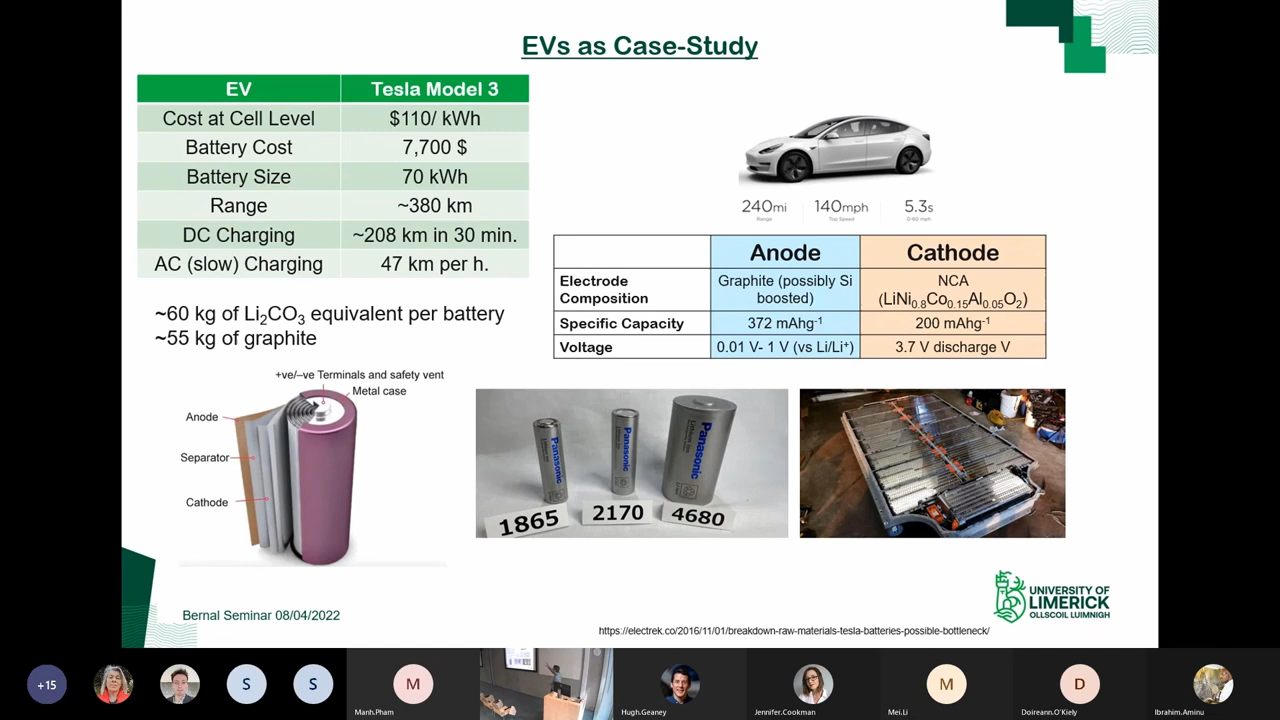 EVs as Case-Study
EV Tesla Model 3
Cost at Cell Level $110/ kWh
Battery Cost 7,700 $
Battery Size 70 kWh
Range ~380 km
DC Charging ~208 km in 30 min.
AC (slow) Charging 47 km per h.
~60 kg of Li₂CO₃ equivalent per battery
~55 kg of graphite
240mi 140mph 5.3s
Range Top Speed 0-60 mph
Anode Cathode
Electrode Composition Graphite (possibly Si boosted) NCA (LiNi₀.₈Co₀.₁₅Al₀.₀₅O₂)
Specific Capacity 372 mAhg⁻¹ 200 mAhg⁻¹
Voltage 0.01 V- 1 V (vs Li/Li⁺) 3.7 V discharge V
+ve/–ve Terminals and safety vent
Metal case
Anode
Separator
Cathode
Panasonic Panasonic Panasonic
1865 2170 4680
Bernal Seminar 08/04/2022
UNIVERSITY OF
LIMERICK
OLLSCOIL LUIMNIGH
https://electrek.co/2016/11/01/breakdown-raw-materials-tesla-batteries-possible-bottleneck/
+15 S S M M D
Manh.Pham Hugh.Geaney Jennifer.Cookman Mei.Li Doireann.O'Kiely Ibrahim.Aminu